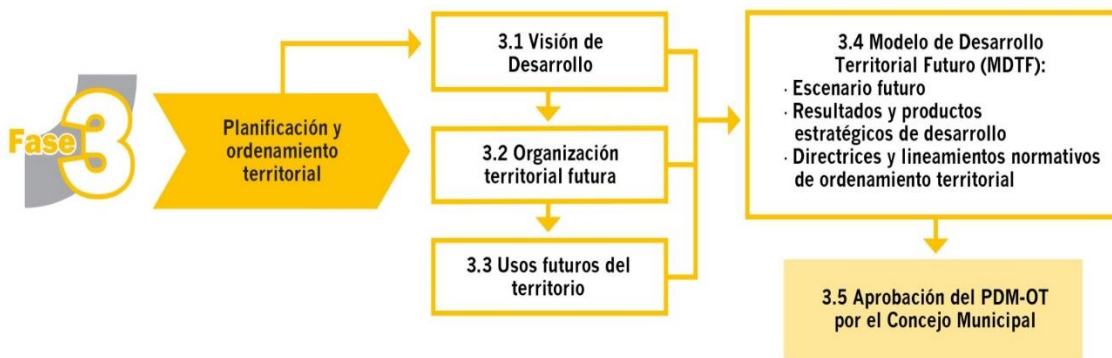 Fase 3
Planificación y
ordenamiento
territorial
3.1 Visión de
Desarrollo
3.2 Organización
territorial futura
3.3 Usos futuros del
territorio
3.4 Modelo de Desarrollo
Territorial Futuro (MDTF):
· Escenario futuro
· Resultados y productos
estratégicos de desarrollo
· Directrices y lineamientos normativos
de ordenamiento territorial
3.5 Aprobación del PDM-OT
por el Concejo Municipal